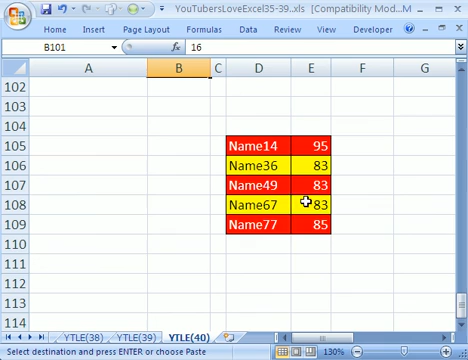 YouTubersLoveExcel35-39..xls [Compatibility Mod...
Home Insert Page Layout Formulas Data Review View Developer
B101 fx 16
A B C D E F G
102
103
104
105 Name14 95
106 Name36 83
107 Name49 83
108 Name67 83
109 Name77 85
110
111
112
113
114
YTLE(38) YTLE(39) YTLE(40)
Select destination and press ENTER or choose Paste 130%